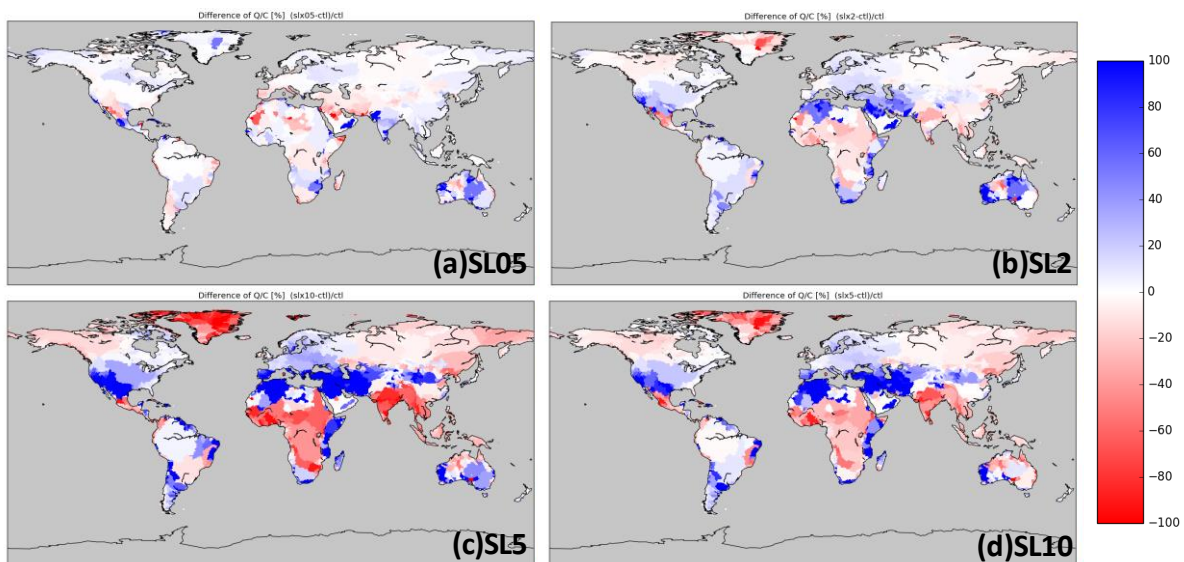 Difference of Q/C [%] (slx05-ctl)/ctl
Difference of Q/C [%] (slx2-ctl)/ctl
(a)SL05
(b)SL2
Difference of Q/C [%] (slx10-ctl)/ctl
Difference of Q/C [%] (slx5-ctl)/ctl
(c)SL5
(d)SL10
100
80
60
40
20
0
−20
−40
−60
−80
−100